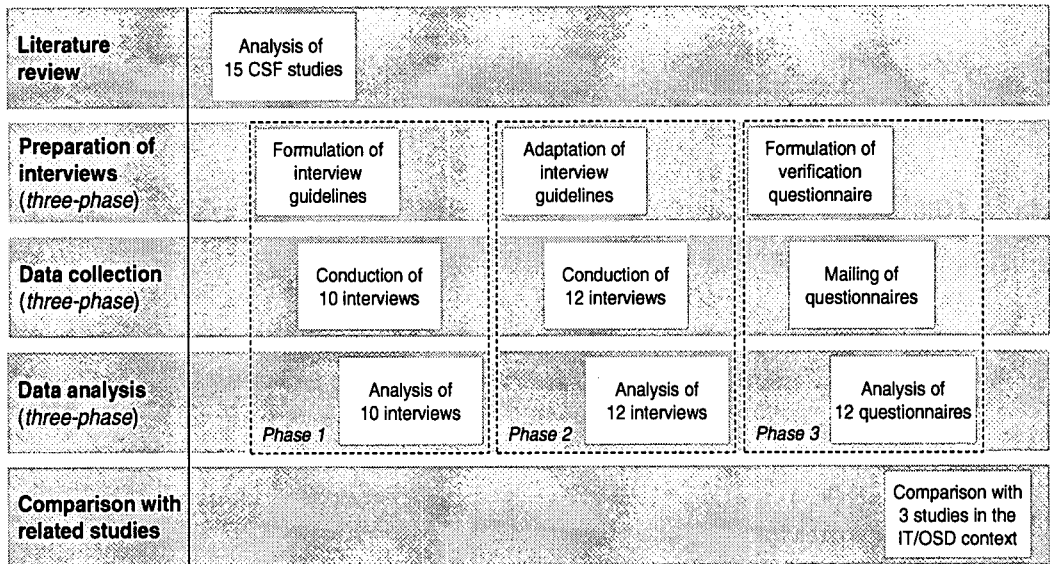 Literature
review
Analysis of
15 CSF studies
Preparation of
interviews
(three-phase)
Formulation of
interview
guidelines
Adaptation of
interview
guidelines
Formulation of
verification
questionnaire
Data collection
(three-phase)
Conduction of
10 interviews
Conduction of
12 interviews
Mailing of
questionnaires
Data analysis
(three-phase)
Phase 1
Analysis of
10 interviews
Phase 2
Analysis of
12 interviews
Phase 3
Analysis of
12 questionnaires
Comparison with
related studies
Comparison with
3 studies in the
IT/OSD context